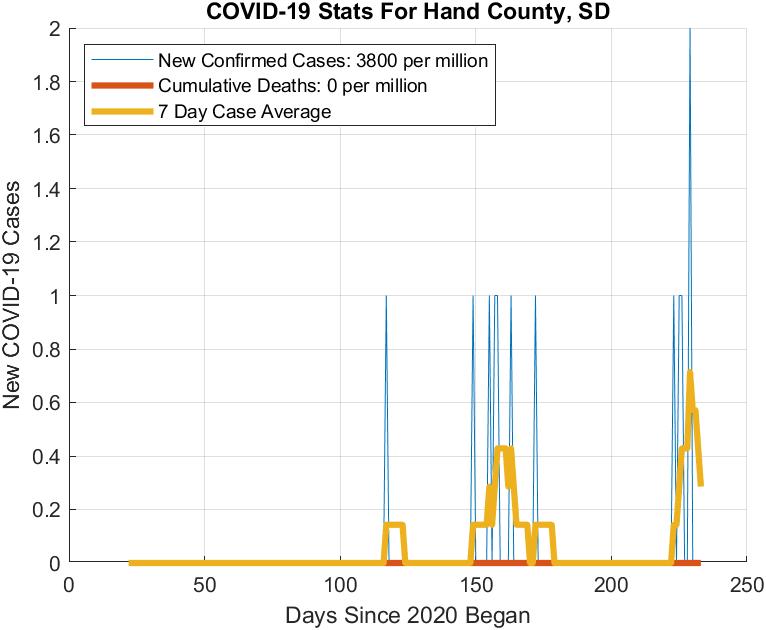 COVID-19 Stats For Hand County, SD
New Confirmed Cases: 3800 per million
Cumulative Deaths: 0 per million
7 Day Case Average
New COVID-19 Cases
2
1.8
1.6
1.4
1.2
1
0.8
0.6
0.4
0.2
0
0 50 100 150 200 250
Days Since 2020 Began